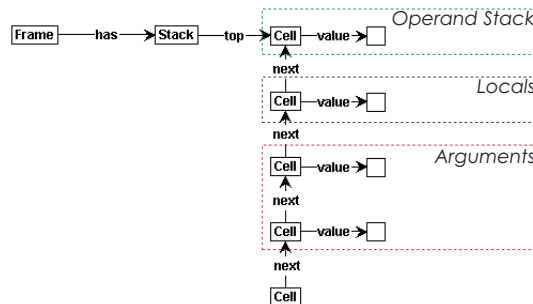 Operand Stack
Frame has Stack top Cell value
next
Locals
Cell value
next
Arguments
Cell value
next
Cell value
next
Cell